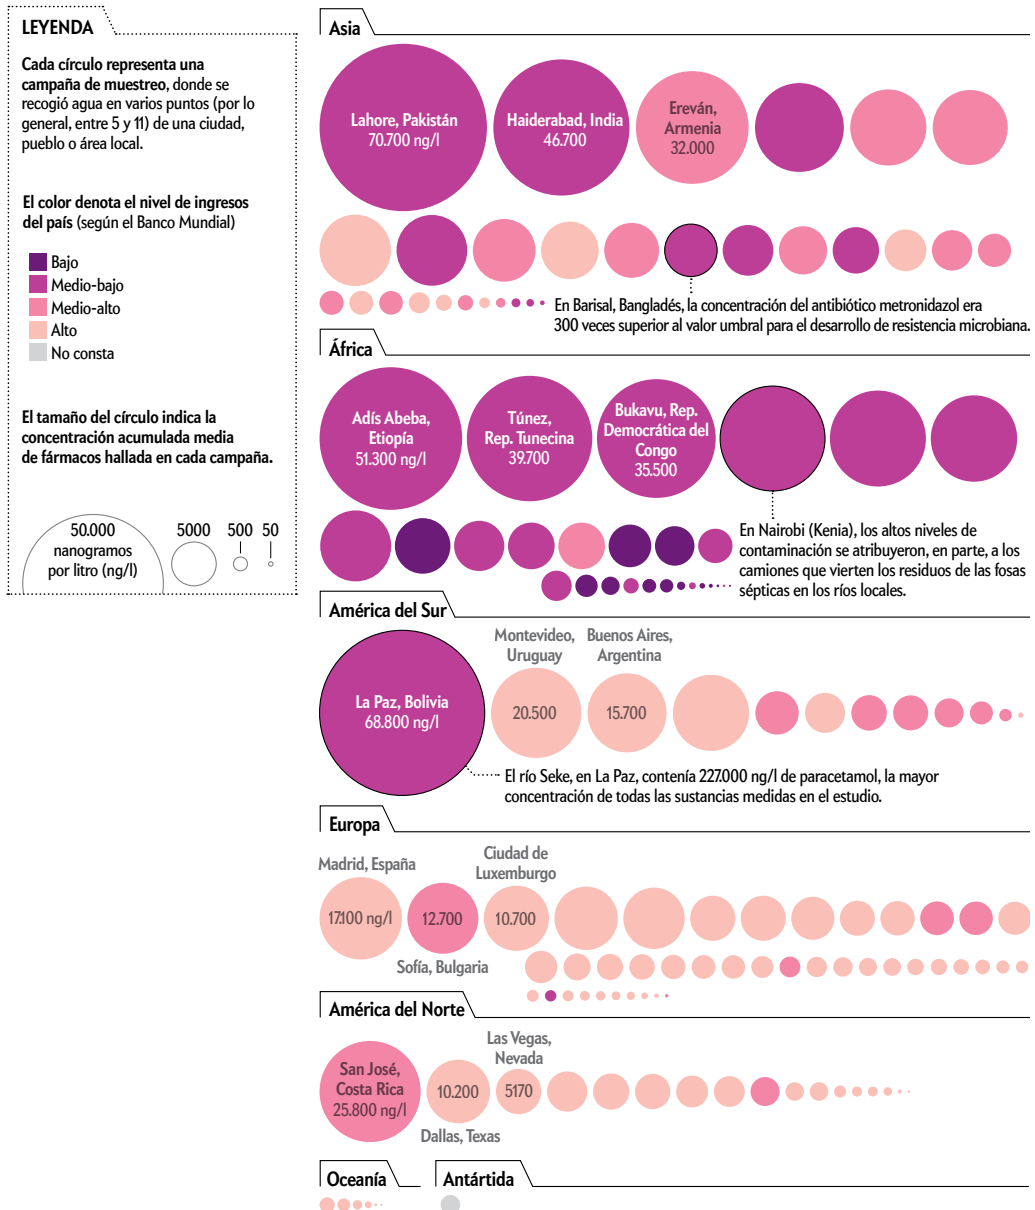 LEYENDA
Cada círculo representa una
campaña de muestreo, donde se
recogió agua en varios puntos (por lo
general, entre 5 y 11) de una ciudad,
pueblo o área local.
El color denota el nivel de ingresos
del país (según el Banco Mundial)
Bajo
Medio-bajo
Medio-alto
Alto
No consta
El tamaño del círculo indica la
concentración acumulada media
de fármacos hallada en cada campaña.
50.000
nanogramos
por litro (ng/l)
5000
500
50
Asia
Lahore, Pakistán
70.700 ng/l
Haiderabad, India
46.700
Ereván,
Armenia
32.000
En Barisal, Bangladés, la concentración del antibiótico metronidazol era
300 veces superior al valor umbral para el desarrollo de resistencia microbiana.
África
Adís Abeba,
Etiopía
51.300 ng/l
Túnez,
Rep. Tunecina
39.700
Bukavu, Rep.
Democrática del
Congo
35.500
En Nairobi (Kenia), los altos niveles de
contaminación se atribuyeron, en parte, a los
camiones que vierten los residuos de las fosas
sépticas en los ríos locales.
América del Sur
La Paz, Bolivia
68.800 ng/l
Montevideo,
Uruguay
20.500
Buenos Aires,
Argentina
15.700
El río Seke, en La Paz, contenía 227.000 ng/l de paracetamol, la mayor
concentración de todas las sustancias medidas en el estudio.
Europa
Madrid, España
17.100 ng/l
12.700
Sofía, Bulgaria
Ciudad de
Luxemburgo
10.700
América del Norte
San José,
Costa Rica
25.800 ng/l
10.200
Dallas, Texas
Las Vegas,
Nevada
5170
Oceanía
Antártida